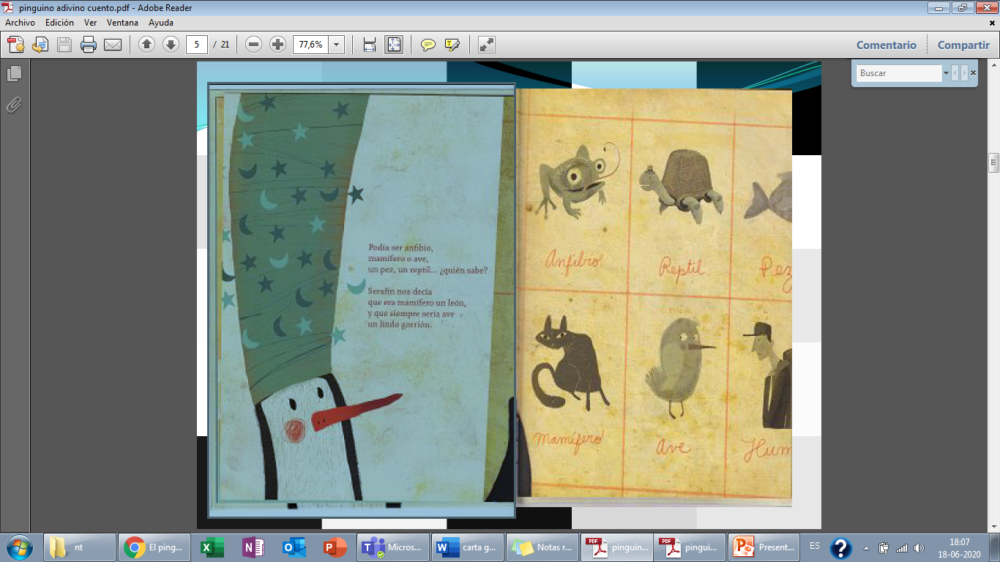 pinguino adivino cuento.pdf - Adobe Reader
Archivo Edición Ver Ventana Ayuda
5 / 21 77,6% Comentario Compartir
Buscar
Podía ser anfibio,
mamífero o ave,
un pez, un reptil... ¿quién sabe?
Serafín nos decía
que era mamífero un león,
y que siempre sería ave
un lindo gorrión.
Anfibio Reptil Pez
Mamífero Ave Hum
nt El ping... Micros... carta g... Notas r... pinguin... pingui... Present... ES 18:07
18-06-2020